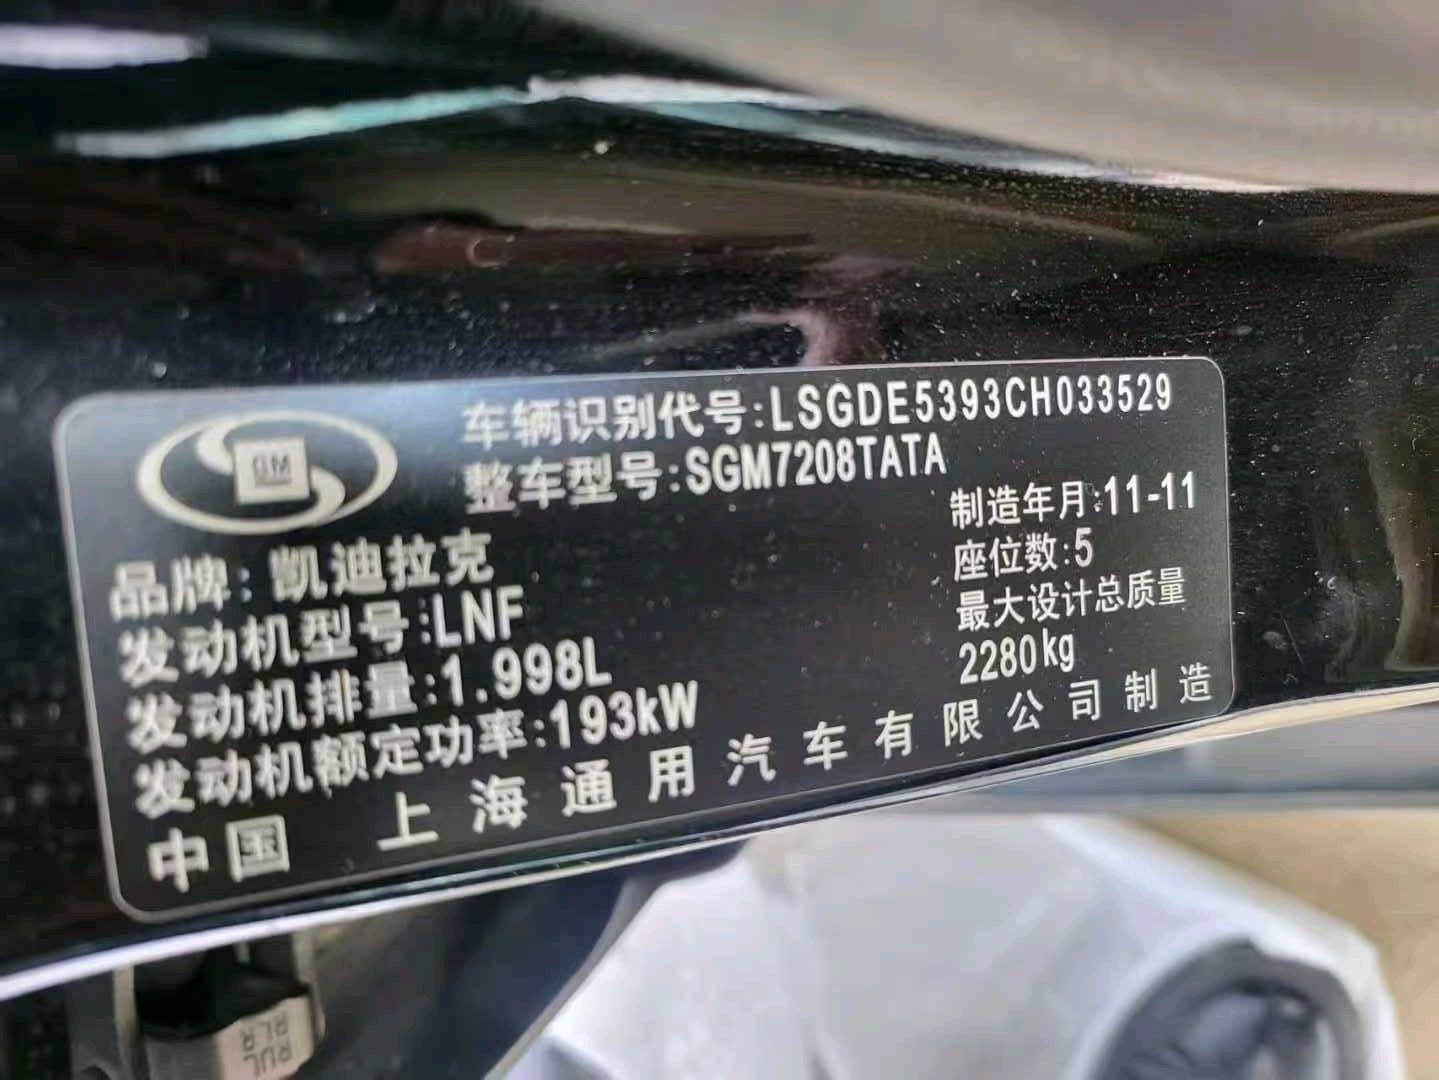 GM
车辆识别代号:LSGDE5393CH033529
整车型号:SGM7208TATA
制造年月:11-11
品牌: 凯迪拉克
座位数:5
发动机型号:LNF
最大设计总质量
发动机排量:1.998L
2280kg
发动机额定功率:193kW
中国 上海通用汽车有限公司制造
RUL
RLR